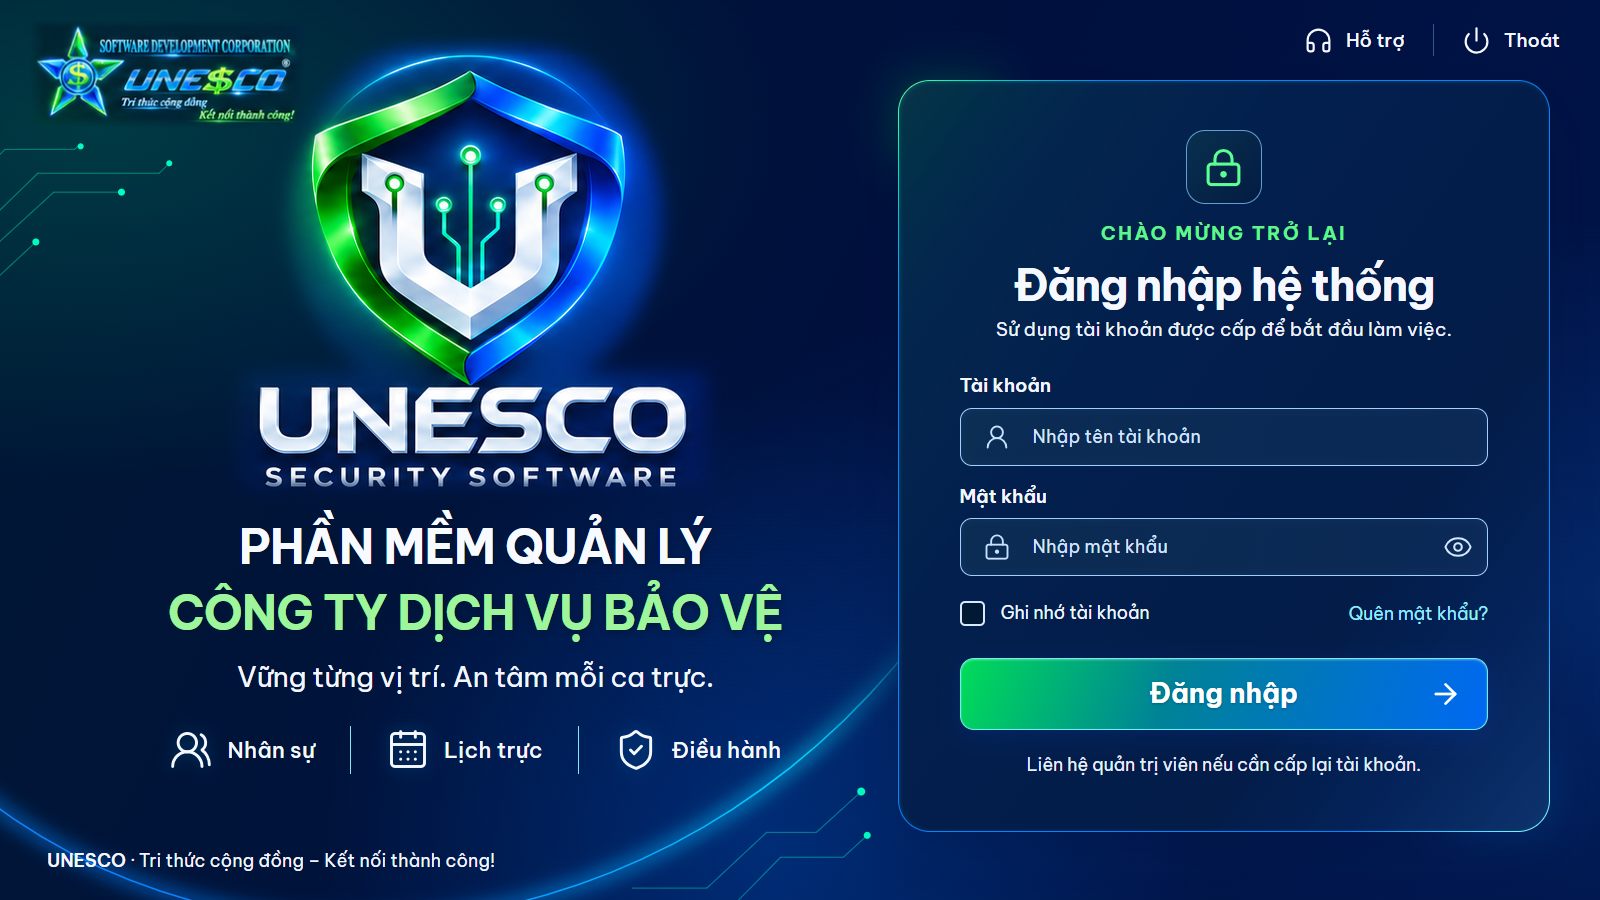 SOFTWARE DEVELOPMENT CORPORATION
UNE$CO ®
Tri thức cộng đồng
Kết nối thành công!
Hỗ trợ
Thoát
UNESCO
SECURITY SOFTWARE
PHẦN MỀM QUẢN LÝ
CÔNG TY DỊCH VỤ BẢO VỆ
Vững từng vị trí. An tâm mỗi ca trực.
Nhân sự
Lịch trực
Điều hành
UNESCO · Tri thức cộng đồng – Kết nối thành công!
CHÀO MỪNG TRỞ LẠI
Đăng nhập hệ thống
Sử dụng tài khoản được cấp để bắt đầu làm việc.
Tài khoản
Nhập tên tài khoản
Mật khẩu
Nhập mật khẩu
Ghi nhớ tài khoản
Quên mật khẩu?
Đăng nhập
Liên hệ quản trị viên nếu cần cấp lại tài khoản.